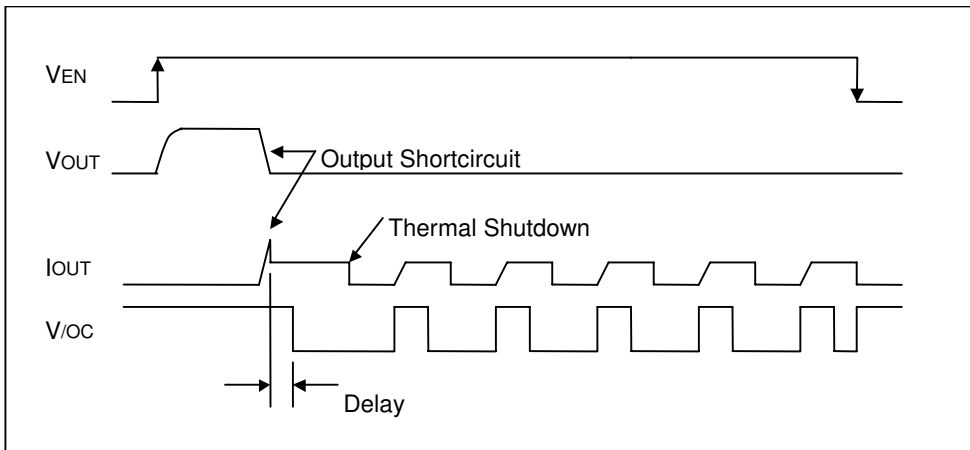 VEN
VOUT
Output Shortcircuit
Thermal Shutdown
IOUT
V/OC
Delay